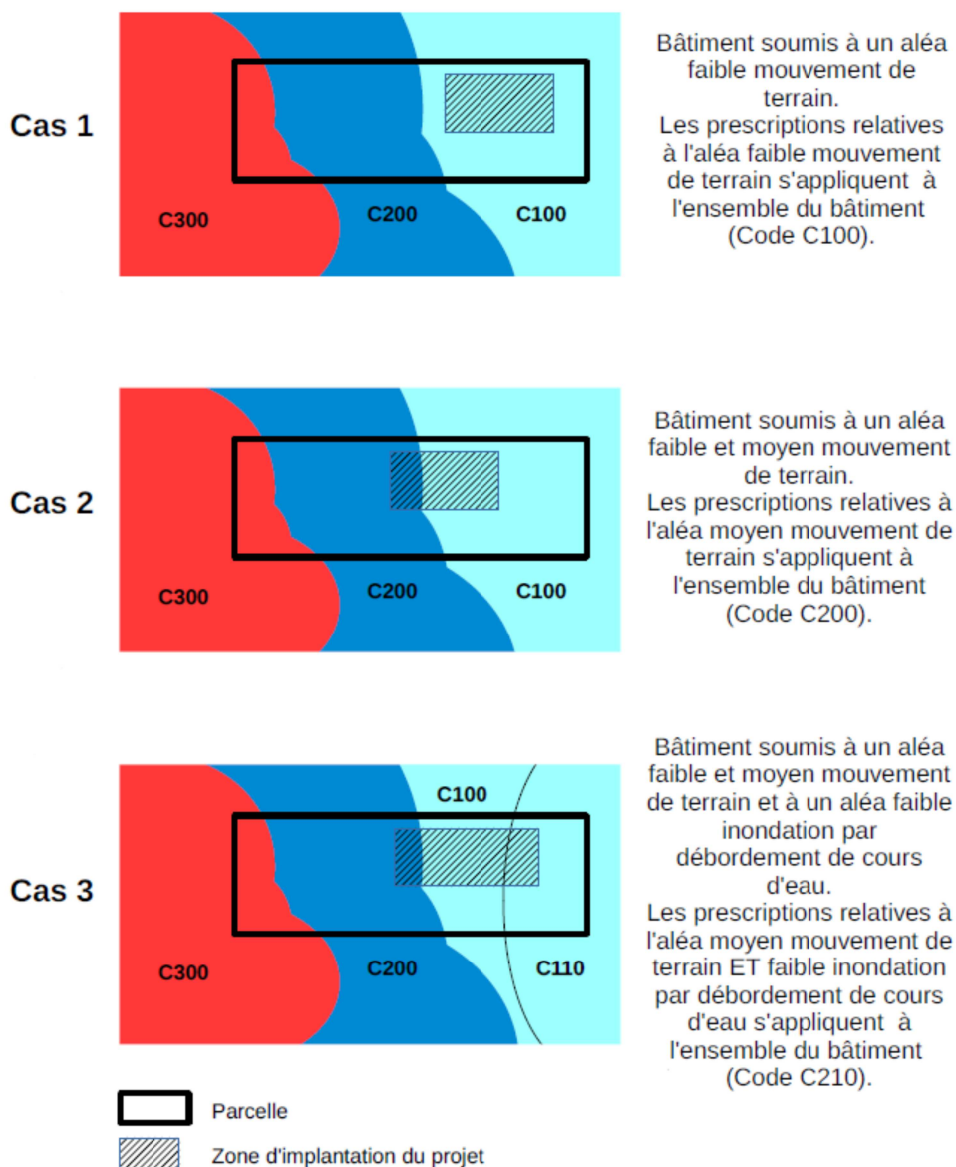 Cas 1
C300
C200
C100
Bâtiment soumis à un aléa
faible mouvement de
terrain.
Les prescriptions relatives
à l'aléa faible mouvement
de terrain s'appliquent à
l'ensemble du bâtiment
(Code C100).
Cas 2
C300
C200
C100
Bâtiment soumis à un aléa
faible et moyen mouvement
de terrain.
Les prescriptions relatives à
l'aléa moyen mouvement de
terrain s'appliquent à
l'ensemble du bâtiment
(Code C200).
Cas 3
C100
C300
C200
C110
Bâtiment soumis à un aléa
faible et moyen mouvement
de terrain et à un aléa faible
inondation par
débordement de cours
d'eau.
Les prescriptions relatives à
l'aléa moyen mouvement de
terrain ET faible inondation
par débordement de cours
d'eau s'appliquent à
l'ensemble du bâtiment
(Code C210).
Parcelle
Zone d'implantation du projet